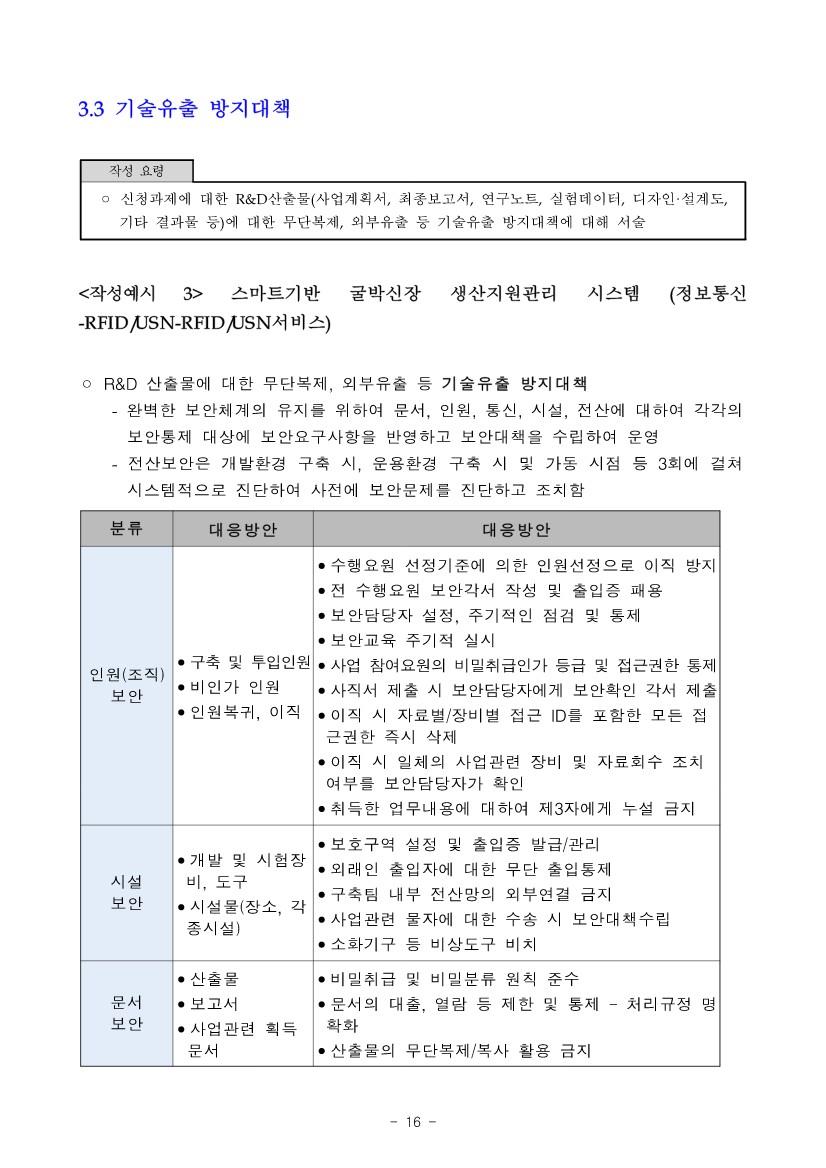 3.3 기술유출 방지대책
작성 요령
○ 신청과제에 대한 R&D산출물(사업계획서, 최종보고서, 연구노트, 실험데이터, 디자인·설계도,
기타 결과물 등)에 대한 무단복제, 외부유출 등 기술유출 방지대책에 대해 서술
<작성예시 3> 스마트기반 굴박신장 생산지원관리 시스템 (정보통신
-RFID/USN-RFID/USN서비스)
○ R&D 산출물에 대한 무단복제, 외부유출 등 기술유출 방지대책
- 완벽한 보안체계의 유지를 위하여 문서, 인원, 통신, 시설, 전산에 대하여 각각의
보안통제 대상에 보안요구사항을 반영하고 보안대책을 수립하여 운영
- 전산보안은 개발환경 구축 시, 운용환경 구축 시 및 가동 시점 등 3회에 걸쳐
시스템적으로 진단하여 사전에 보안문제를 진단하고 조치함
분류 대응방안 대응방안
인원(조직)
보안
● 구축 및 투입인원
● 비인가 인원
● 인원복귀, 이직
● 수행요원 선정기준에 의한 인원선정으로 이직 방지
● 전 수행요원 보안각서 작성 및 출입증 패용
● 보안담당자 설정, 주기적인 점검 및 통제
● 보안교육 주기적 실시
● 사업 참여요원의 비밀취급인가 등급 및 접근권한 통제
● 사직서 제출 시 보안담당자에게 보안확인 각서 제출
● 이직 시 자료별/장비별 접근 ID를 포함한 모든 접
근권한 즉시 삭제
● 이직 시 일체의 사업관련 장비 및 자료회수 조치
여부를 보안담당자가 확인
● 취득한 업무내용에 대하여 제3자에게 누설 금지
시설
보안
● 개발 및 시험장
비, 도구
● 시설물(장소, 각
종시설)
● 보호구역 설정 및 출입증 발급/관리
● 외래인 출입자에 대한 무단 출입통제
● 구축팀 내부 전산망의 외부연결 금지
● 사업관련 물자에 대한 수송 시 보안대책수립
● 소화기구 등 비상도구 비치
문서
보안
● 산출물
● 보고서
● 사업관련 획득
문서
● 비밀취급 및 비밀분류 원칙 준수
● 문서의 대출, 열람 등 제한 및 통제 - 처리규정 명
확화
● 산출물의 무단복제/복사 활용 금지
- 16 -